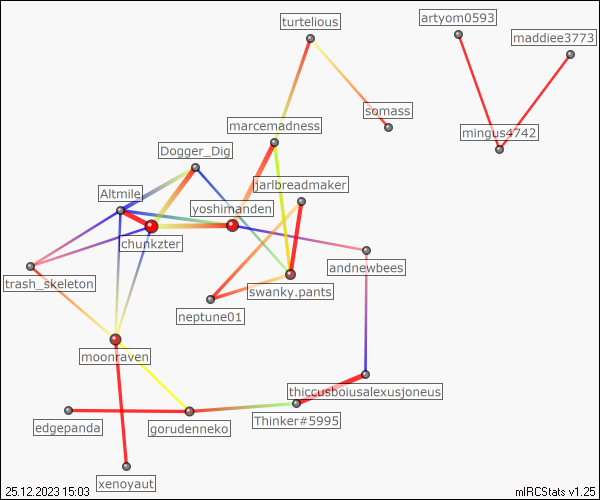 turtelious
artyom0593
maddiee3773
somass
marcemadness
mingus4742
Dogger_Dig
jarlbreadmaker
Altmile
yoshimanden
chunkzter
andnewbees
trash_skeleton
swanky.pants
neptune01
moonraven
thiccusboiusalexusjoneus
edgepanda
gorudenneko
Thinker#5995
xenoyaut
25.12.2023 15:03
mIRCStats v1.25